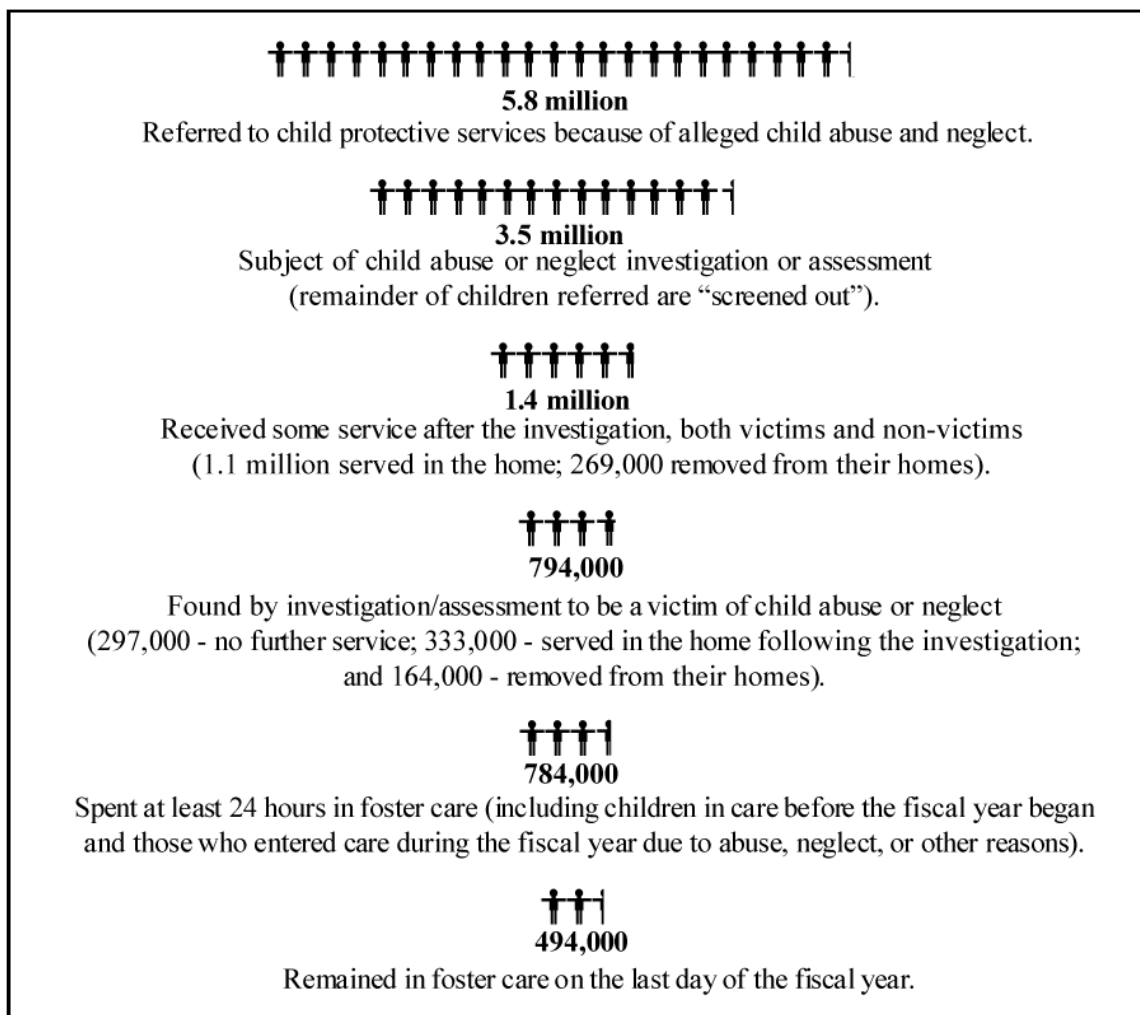 5.8 million
Referred to child protective services because of alleged child abuse and neglect.
3.5 million
Subject of child abuse or neglect investigation or assessment
(remainder of children referred are “screened out”).
1.4 million
Received some service after the investigation, both victims and non-victims
(1.1 million served in the home; 269,000 removed from their homes).
794,000
Found by investigation/assessment to be a victim of child abuse or neglect
(297,000 - no further service; 333,000 - served in the home following the investigation;
and 164,000 - removed from their homes).
784,000
Spent at least 24 hours in foster care (including children in care before the fiscal year began
and those who entered care during the fiscal year due to abuse, neglect, or other reasons).
494,000
Remained in foster care on the last day of the fiscal year.